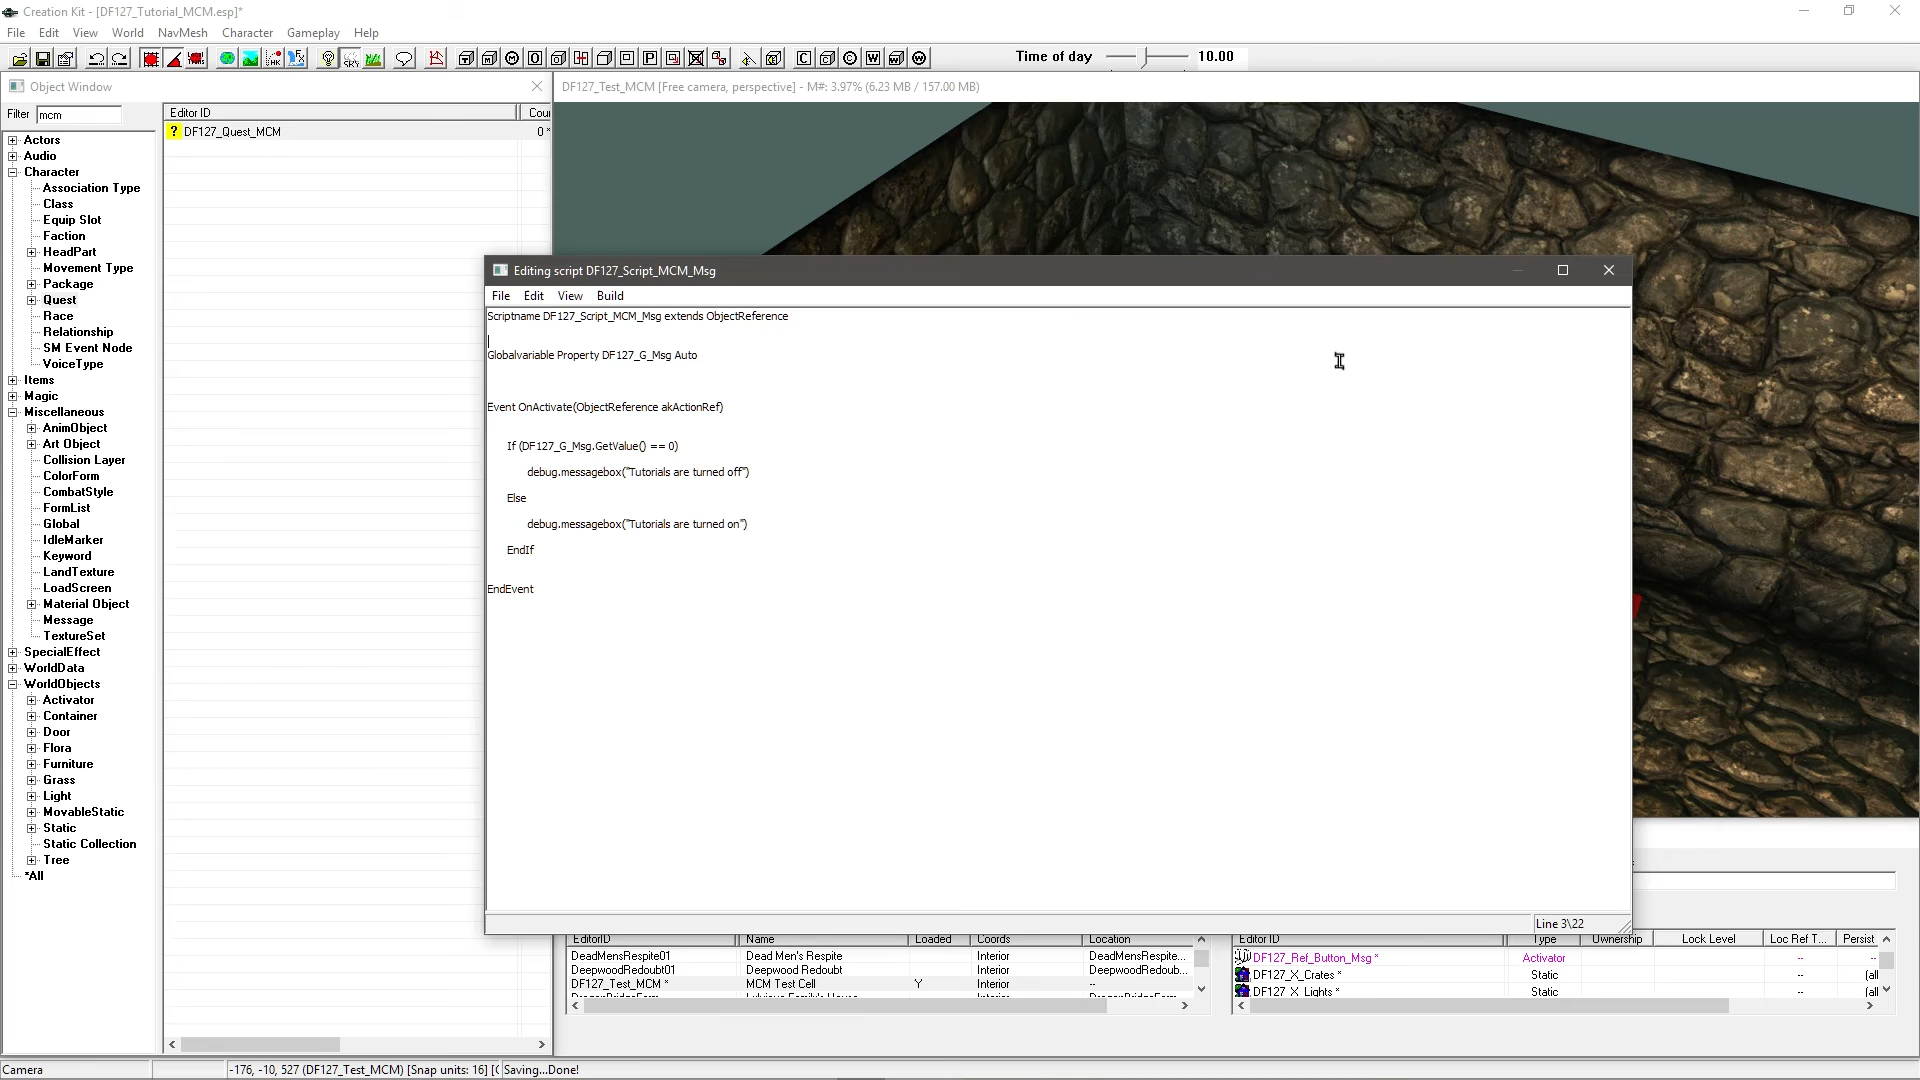 Creation Kit - [DF127_Tutorial_MCM.esp]*
File Edit View World NavMesh Character Gameplay Help
Time of day 10.00
Object Window
DF127_Test_MCM [Free camera, perspective] - M#: 3.97% (6.23 MB / 157.00 MB)
Filter mcm
Editor ID Cou
DF127_Quest_MCM 0*
Actors
Audio
Character
Association Type
Class
Equip Slot
Faction
HeadPart
Movement Type
Package
Quest
Race
Relationship
SM Event Node
VoiceType
Items
Magic
Miscellaneous
AnimObject
Art Object
Collision Layer
ColorForm
CombatStyle
FormList
Global
IdleMarker
Keyword
LandTexture
LoadScreen
Material Object
Message
TextureSet
SpecialEffect
WorldData
WorldObjects
Activator
Container
Door
Flora
Furniture
Grass
Light
MovableStatic
Static
Static Collection
Tree
*All
Editing script DF127_Script_MCM_Msg
File Edit View Build
Scriptname DF127_Script_MCM_Msg extends ObjectReference
Globalvariable Property DF127_G_Msg Auto
Event OnActivate(ObjectReference akActionRef)
If (DF127_G_Msg.GetValue() == 0)
debug.messagebox("Tutorials are turned off")
Else
debug.messagebox("Tutorials are turned on")
EndIf
EndEvent
Line 3\22
EditorID Name Loaded Coords Location
DeadMensRespite01 Dead Men's Respite Interior DeadMensRespite...
DeepwoodRedoubt01 Deepwood Redoubt Interior DeepwoodRedoub...
DF127_Test_MCM * MCM Test Cell Y Interior --
Editor ID Type Ownership Lock Level Loc Ref T... Persist
DF127_Ref_Button_Msg * Activator -- --
DF127_X_Crates * Static -- (all
DF127_X_Lights * Static -- (all
Camera -176, -10, 527 (DF127_Test_MCM) [Snap units: 16] [( Saving...Done!